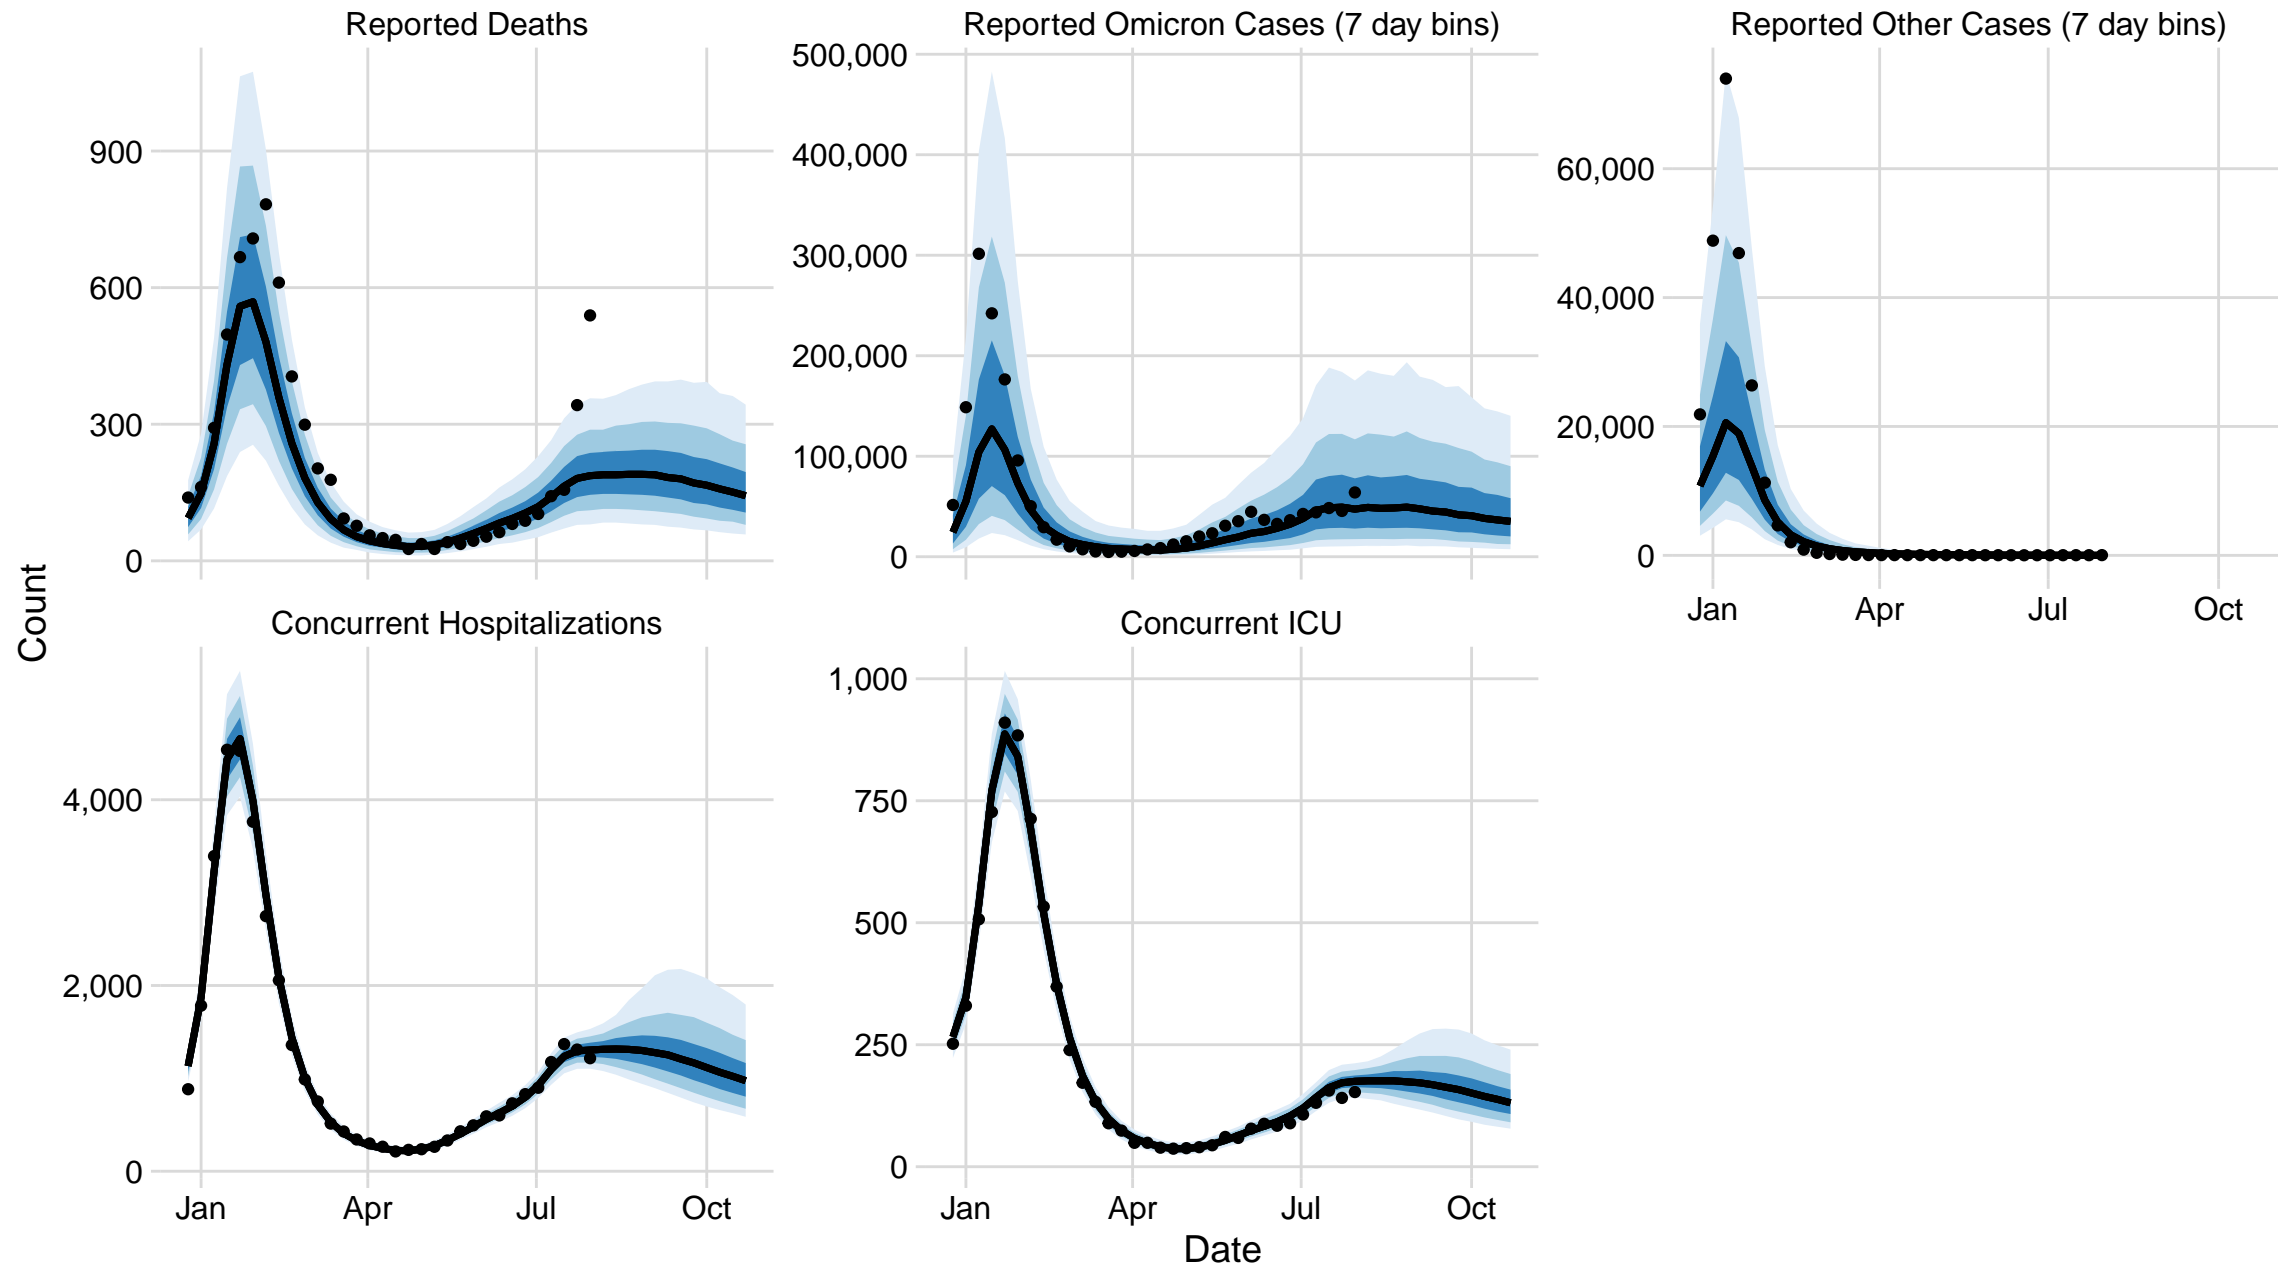 Reported Deaths
Reported Omicron Cases (7 day bins)
Reported Other Cases (7 day bins)
900
600
300
0
500,000
400,000
300,000
200,000
100,000
0
60,000
40,000
20,000
0
Jan Apr Jul Oct
Count
Concurrent Hospitalizations
Concurrent ICU
4,000
2,000
0
Jan Apr Jul Oct
1,000
750
500
250
0
Jan Apr Jul Oct
Date